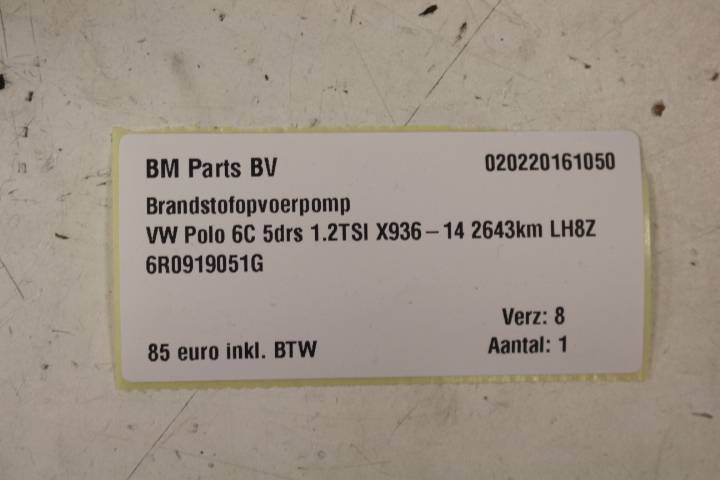 BM Parts BV 020220161050
Brandstofopvoerpomp
VW Polo 6C 5drs 1.2TSI X936-14 2643km LH8Z
6R0919051G
Verz: 8
85 euro inkl. BTW Aantal: 1